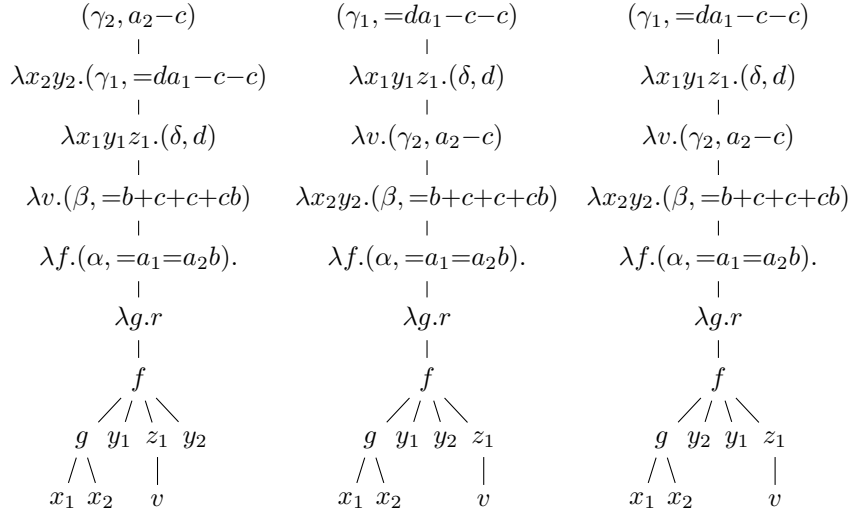 (γ₂, a₂−c) (γ₁, =da₁−c−c) (γ₁, =da₁−c−c)
λx₂y₂.(γ₁, =da₁−c−c) λx₁y₁z₁.(δ, d) λx₁y₁z₁.(δ, d)
λx₁y₁z₁.(δ, d) λv.(γ₂, a₂−c) λv.(γ₂, a₂−c)
λv.(β, =b+c+c+cb) λx₂y₂.(β, =b+c+c+cb) λx₂y₂.(β, =b+c+c+cb)
λf.(α, =a₁=a₂b). λf.(α, =a₁=a₂b). λf.(α, =a₁=a₂b).
λg.r λg.r λg.r
f f f
g y₁ z₁ y₂ g y₁ y₂ z₁ g y₂ y₁ z₁
x₁ x₂ v x₁ x₂ v x₁ x₂ v